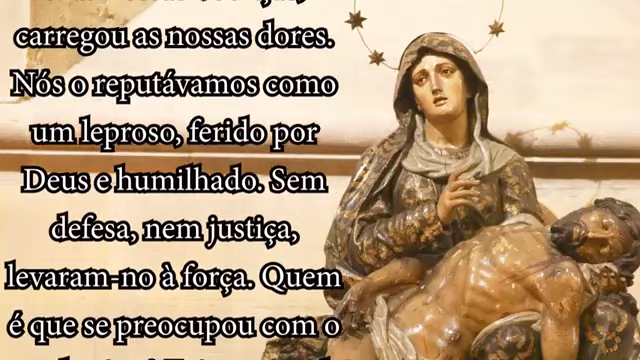 carregou as nossas dores.
Nós o reputávamos como
um leproso, ferido por
Deus e humilhado. Sem
defesa, nem justiça,
levaram-no à força. Quem
é que se preocupou com o